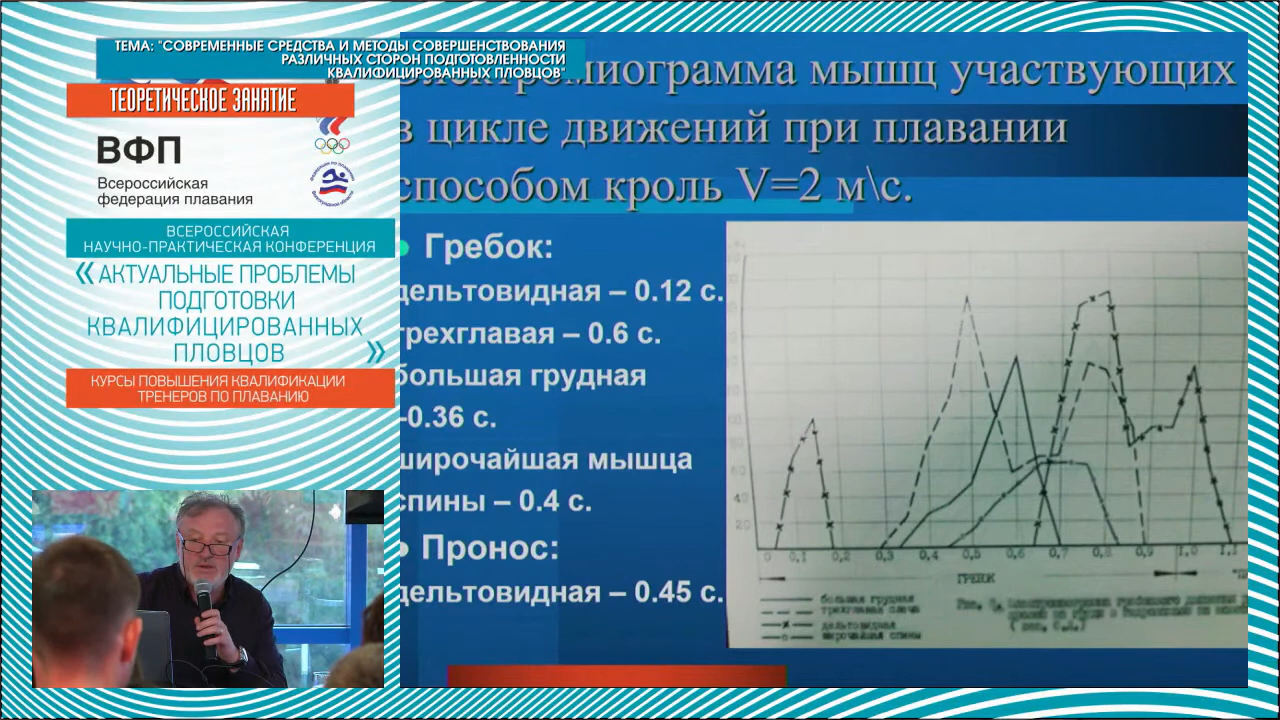 ТЕМА: "СОВРЕМЕННЫЕ СРЕДСТВА И МЕТОДЫ СОВЕРШЕНСТВОВАНИЯ
РАЗЛИЧНЫХ СТОРОН ПОДГОТОВЛЕННОСТИ
КВАЛИФИЦИРОВАННЫХ ПЛОВЦОВ"
ТЕОРЕТИЧЕСКОЕ ЗАНЯТИЕ
ВФП
Всероссийская
федерация плавания
ВСЕРОССИЙСКАЯ
НАУЧНО-ПРАКТИЧЕСКАЯ КОНФЕРЕНЦИЯ
«АКТУАЛЬНЫЕ ПРОБЛЕМЫ
ПОДГОТОВКИ
КВАЛИФИЦИРОВАННЫХ
ПЛОВЦОВ»
КУРСЫ ПОВЫШЕНИЯ КВАЛИФИКАЦИИ
ТРЕНЕРОВ ПО ПЛАВАНИЮ
мышц участвующих
в цикле движений при плавании
способом кроль V=2 м\с.
• Гребок:
дельтовидная – 0.12 с.
трехглавая – 0.6 с.
большая грудная
-0.36 с.
широчайшая мышца
спины – 0.4 с.
• Пронос:
дельтовидная – 0.45 с.
60
40
20
0 0,1 0,2 0,3 0,4 0,5 0,6 0,7 0,8 0,9 1,0 1,1
ГРЕБОК
большая грудная
трехглавая плеча
дельтовидная
широчайшая спины